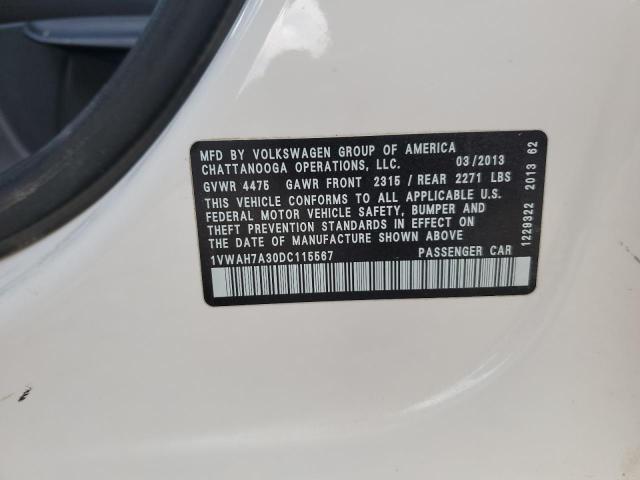 MFD BY VOLKSWAGEN GROUP OF AMERICA
CHATTANOOGA OPERATIONS, LLC. 03/2013
GVWR 4475 GAWR FRONT 2315/REAR 2271 LBS
THIS VEHICLE CONFORMS TO ALL APPLICABLE U.S.
FEDERAL MOTOR VEHICLE SAFETY, BUMPER AND
THEFT PREVENTION STANDARDS IN EFFECT ON
THE DATE OF MANUFACTURE SHOWN ABOVE
1VWAH7A30DC115567 PASSENGER CAR
1229322 2013 62